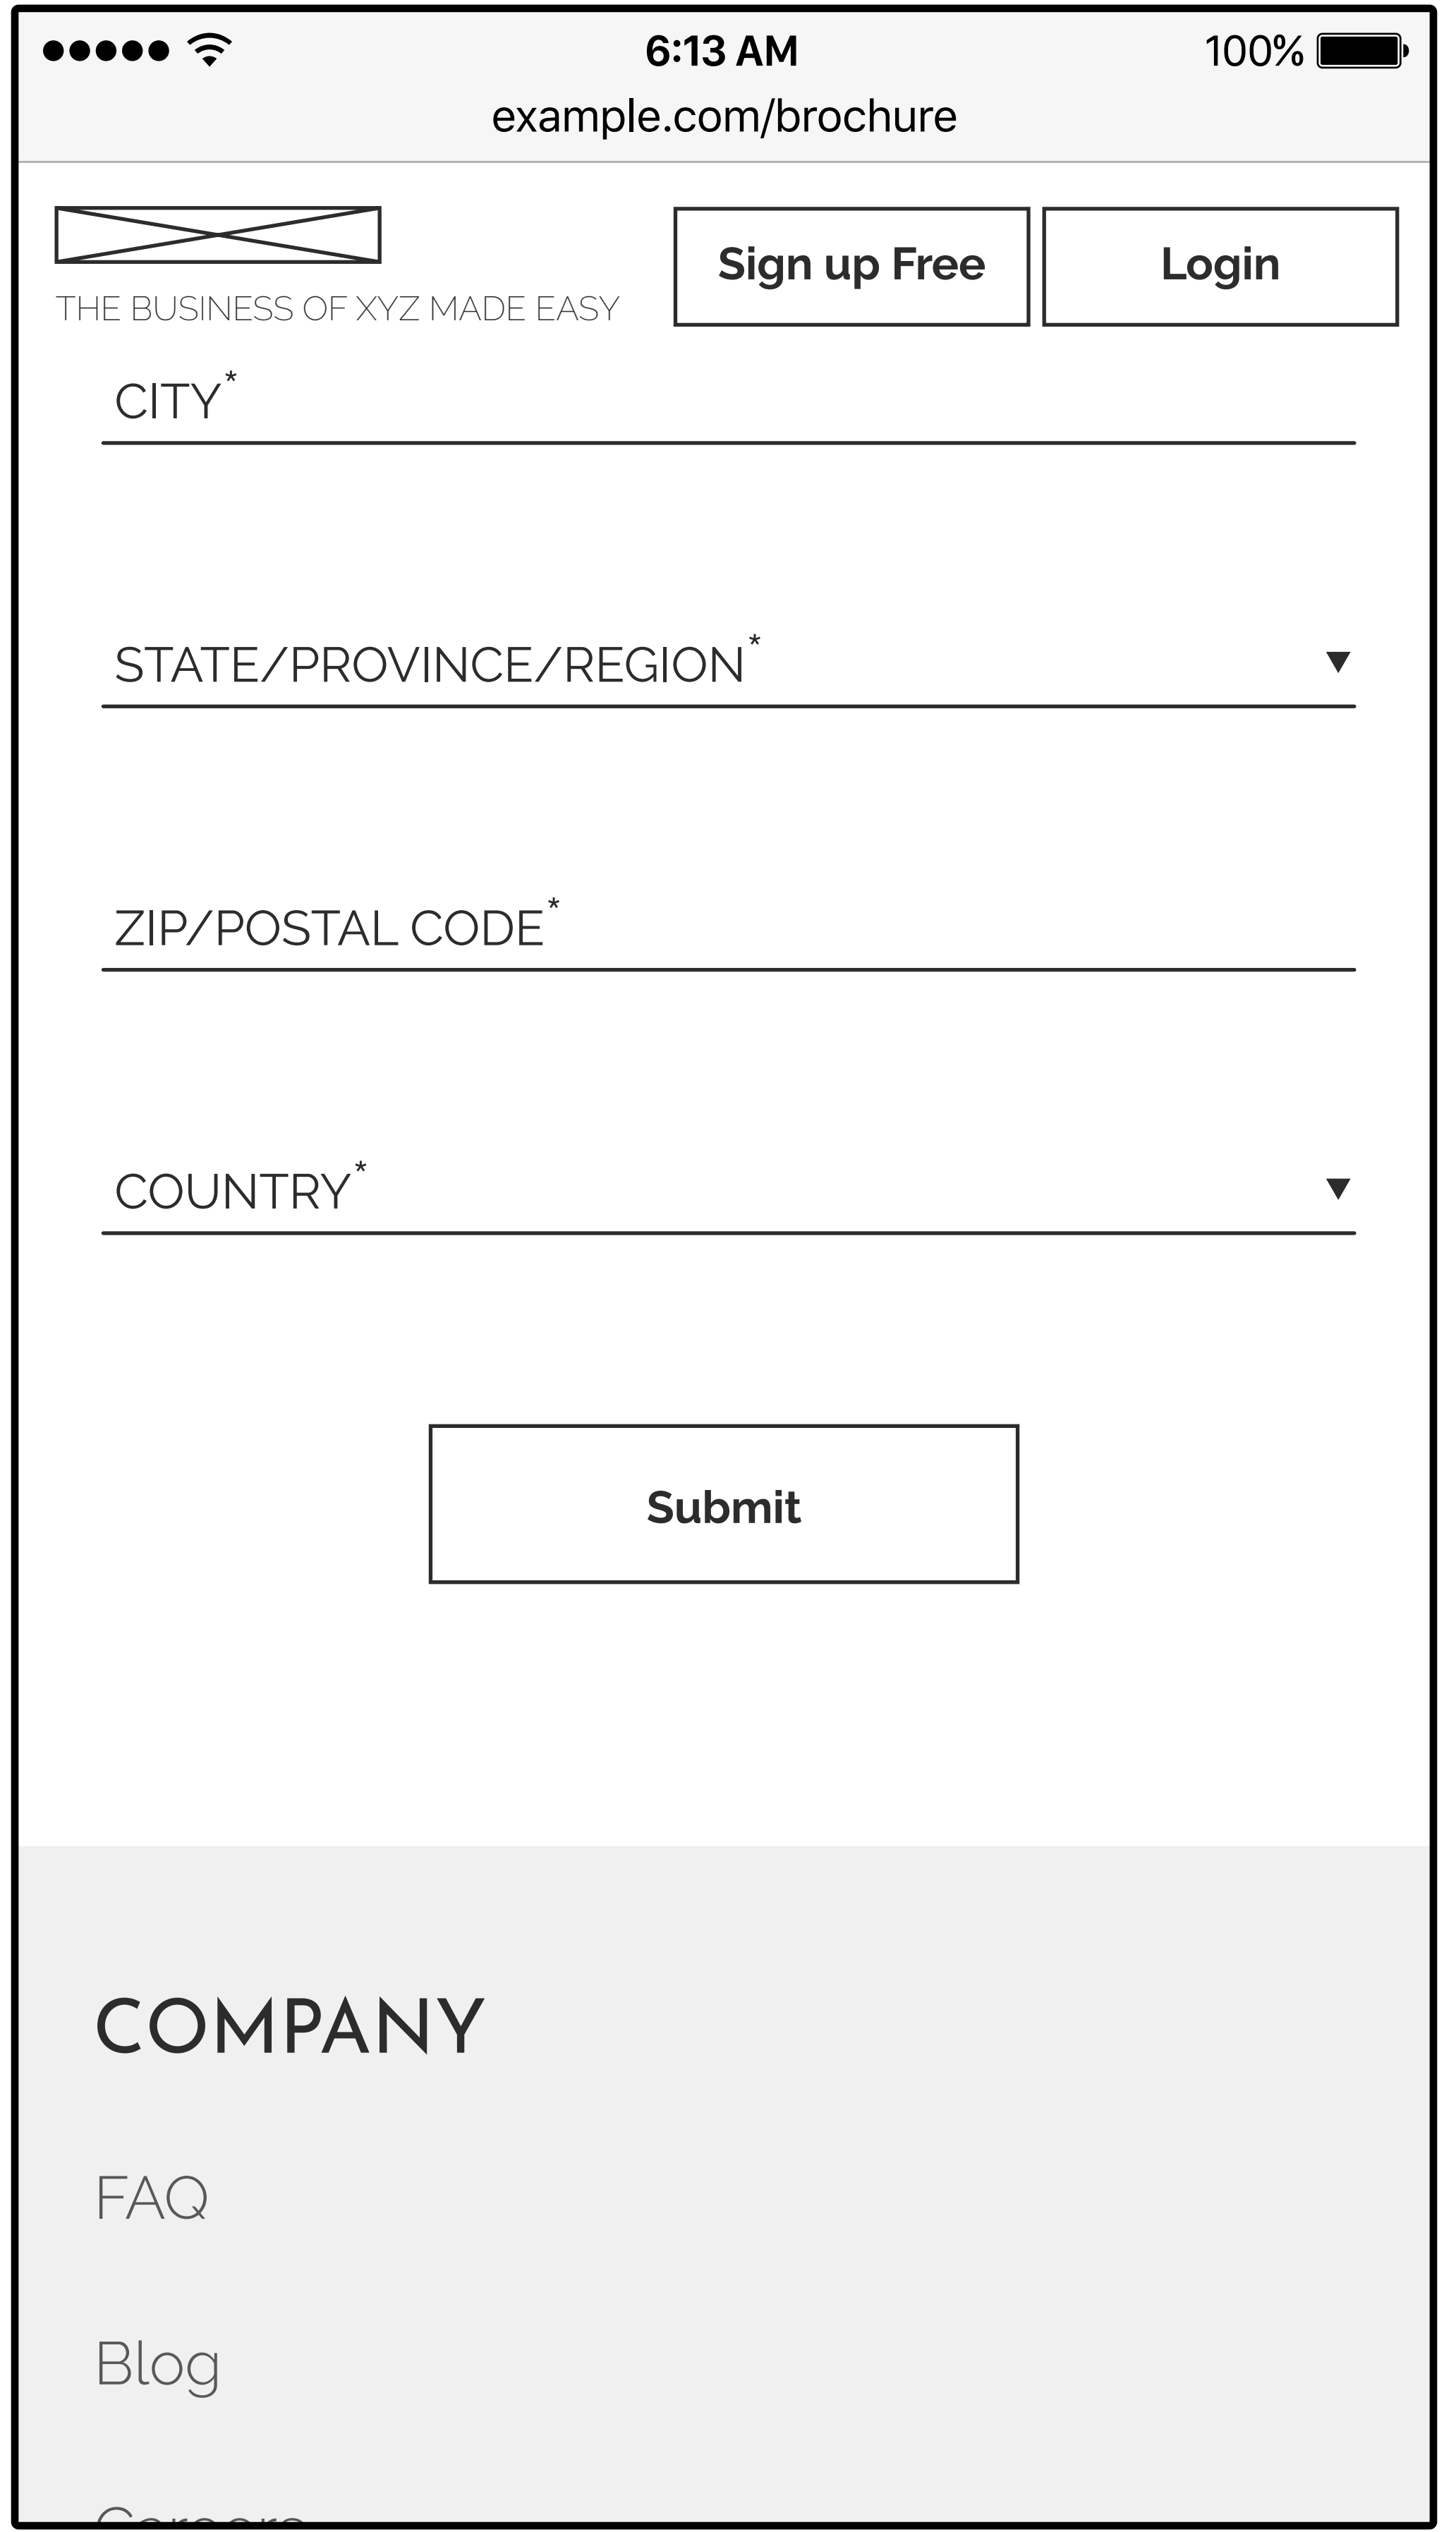 6:13 AM
100%
example.com/brochure
Sign up Free
Login
THE BUSINESS OF XYZ MADE EASY
CITY*
STATE/PROVINCE/REGION*
ZIP/POSTAL CODE*
COUNTRY*
Submit
COMPANY
FAQ
Blog
Careers